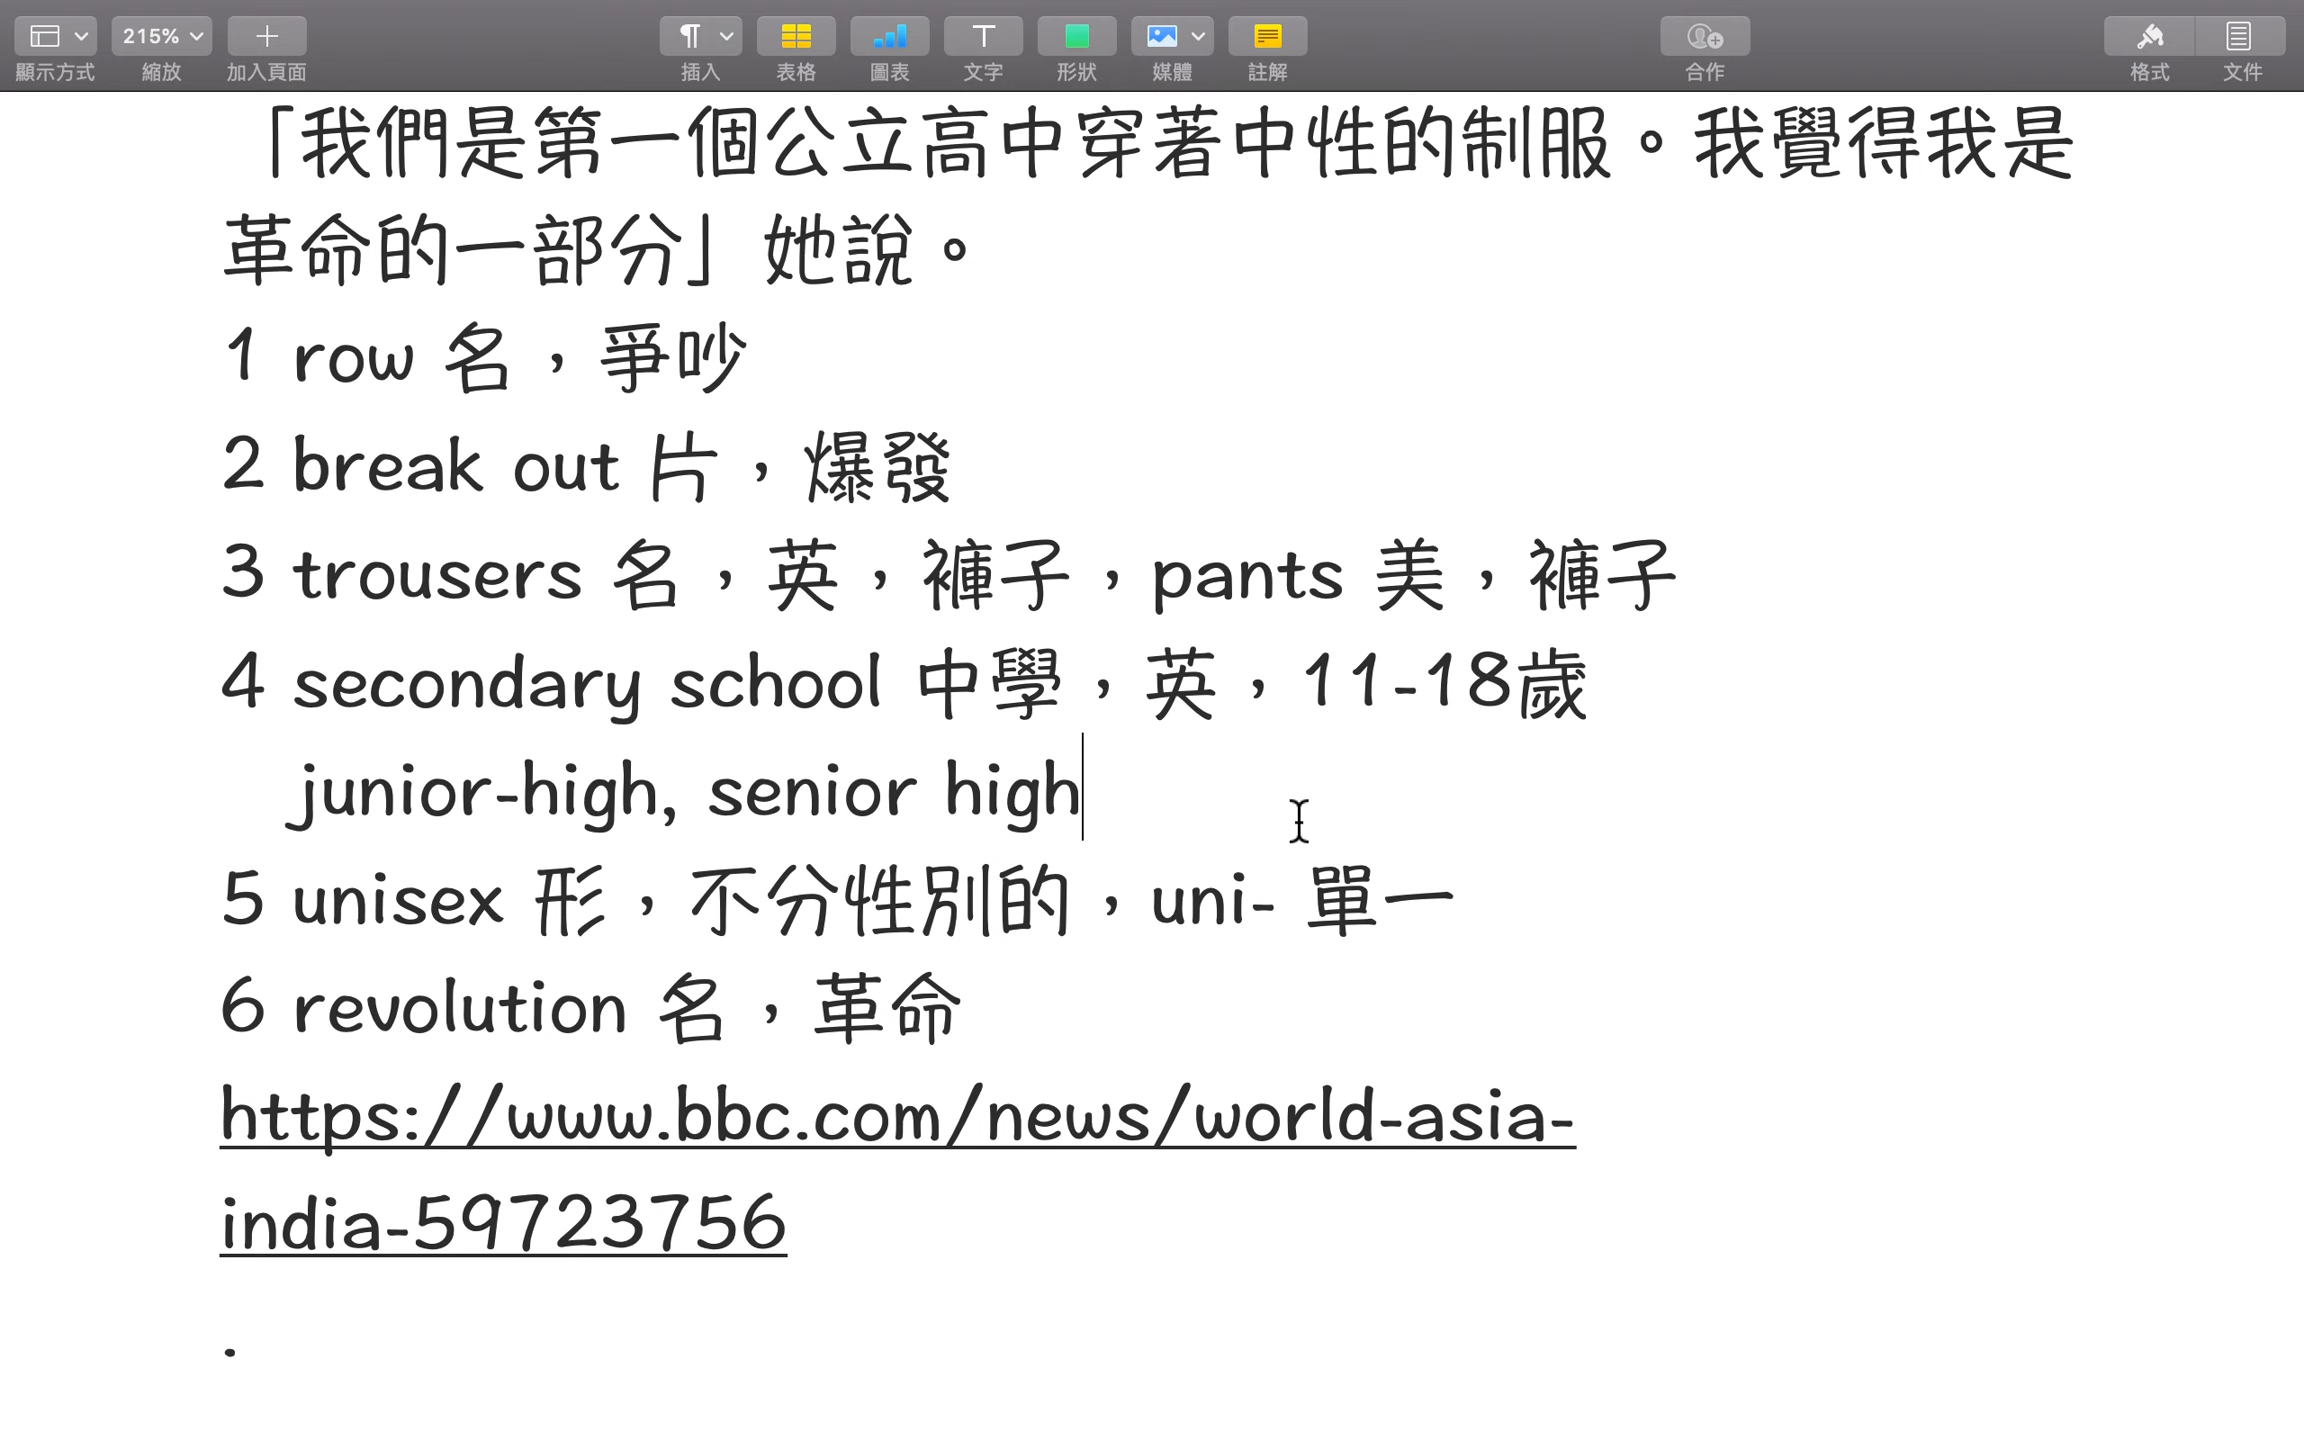 215%
顯示方式 縮放 加入頁面 插入 表格 圖表 文字 形狀 媒體 註解 合作 格式 文件
「我們是第一個公立高中穿著中性的制服。我覺得我是
革命的一部分」她說。
1 row 名，爭吵
2 break out 片，爆發
3 trousers 名，英，褲子，pants 美，褲子
4 secondary school 中學，英，11-18歲
junior-high, senior high
5 unisex 形，不分性別的，uni- 單一
6 revolution 名，革命
https://www.bbc.com/news/world-asia-
india-59723756
.